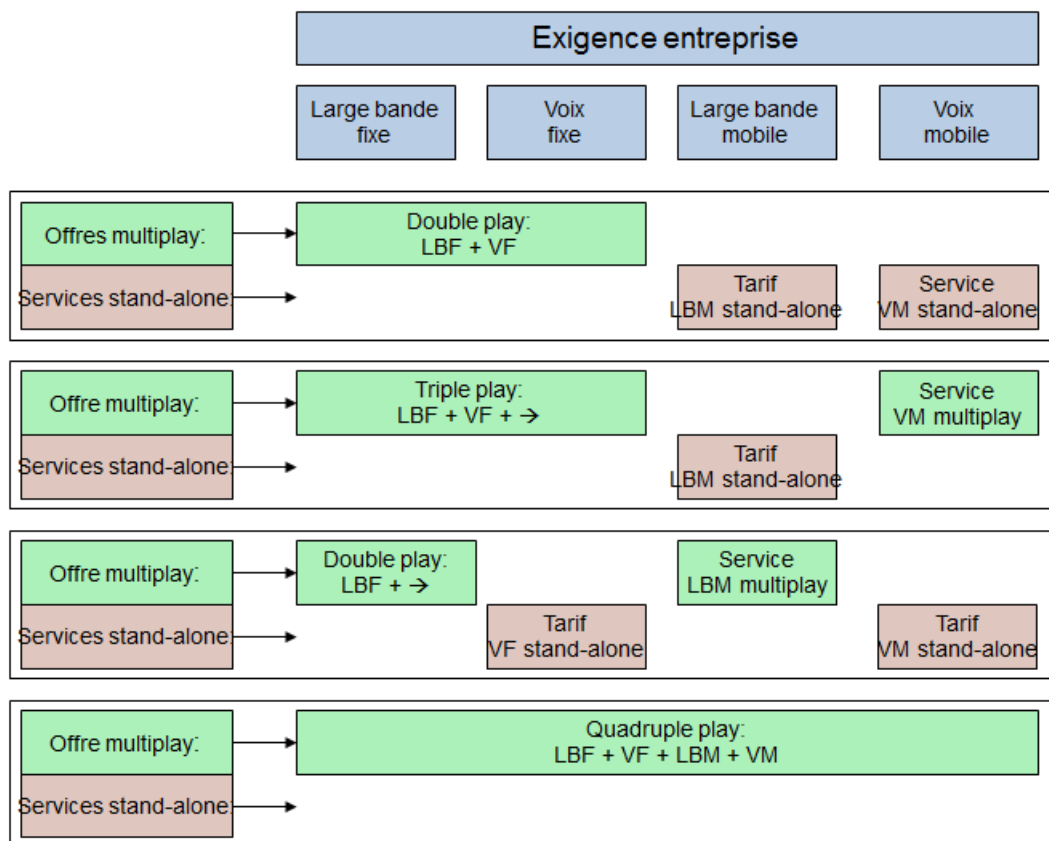 Exigence entreprise
Large bande
fixe
Voix
fixe
Large bande
mobile
Voix
mobile
Offres multiplay:
Double play:
LBF + VF
Services stand-alone:
Tarif
LBM stand-alone
Service
VM stand-alone
Offre multiplay:
Triple play:
LBF + VF + →
Service
VM multiplay
Services stand-alone:
Tarif
LBM stand-alone
Offre multiplay:
Double play:
LBF + →
Service
LBM multiplay
Services stand-alone:
Tarif
VF stand-alone
Tarif
VM stand-alone
Offre multiplay:
Quadruple play:
LBF + VF + LBM + VM
Services stand-alone: